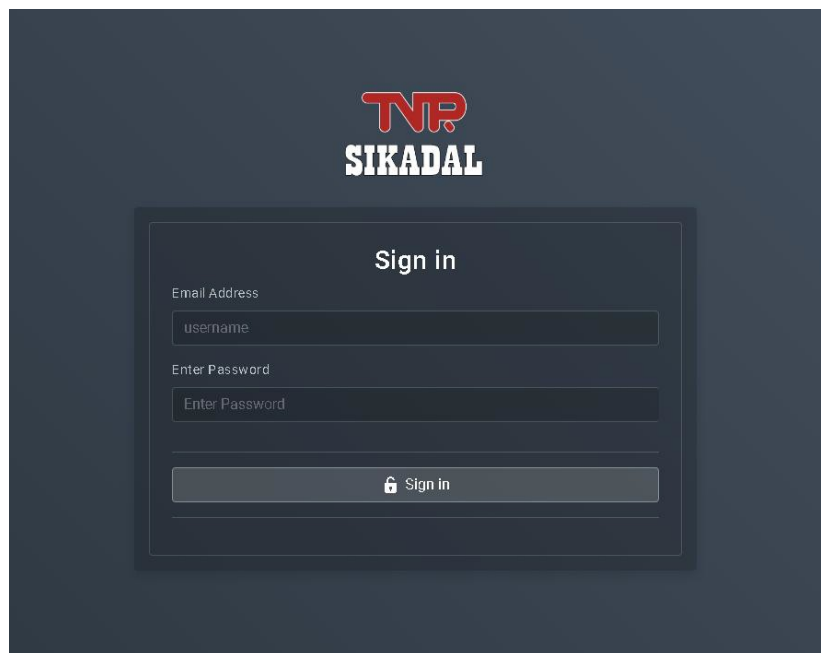 TVR
SIKADAL
Sign in
Email Address
username
Enter Password
Enter Password
Sign in